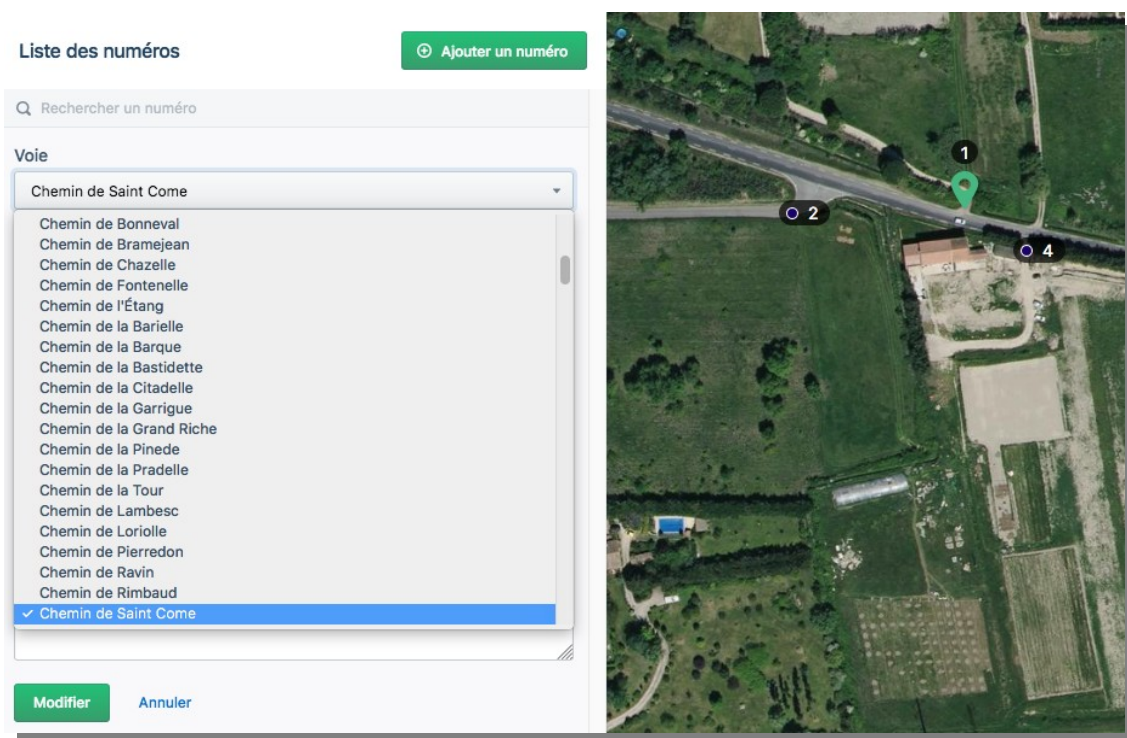 Liste des numéros
Ajouter un numéro
Rechercher un numéro
Voie
Chemin de Saint Come
Chemin de Bonneval
Chemin de Bramejean
Chemin de Chazelle
Chemin de Fontenelle
Chemin de l'Étang
Chemin de la Barielle
Chemin de la Barque
Chemin de la Bastidette
Chemin de la Citadelle
Chemin de la Garrigue
Chemin de la Grand Riche
Chemin de la Pinede
Chemin de la Pradelle
Chemin de la Tour
Chemin de Lambesc
Chemin de Loriolle
Chemin de Pierredon
Chemin de Ravin
Chemin de Rimbaud
✓ Chemin de Saint Come
Modifier
Annuler
1
2
4